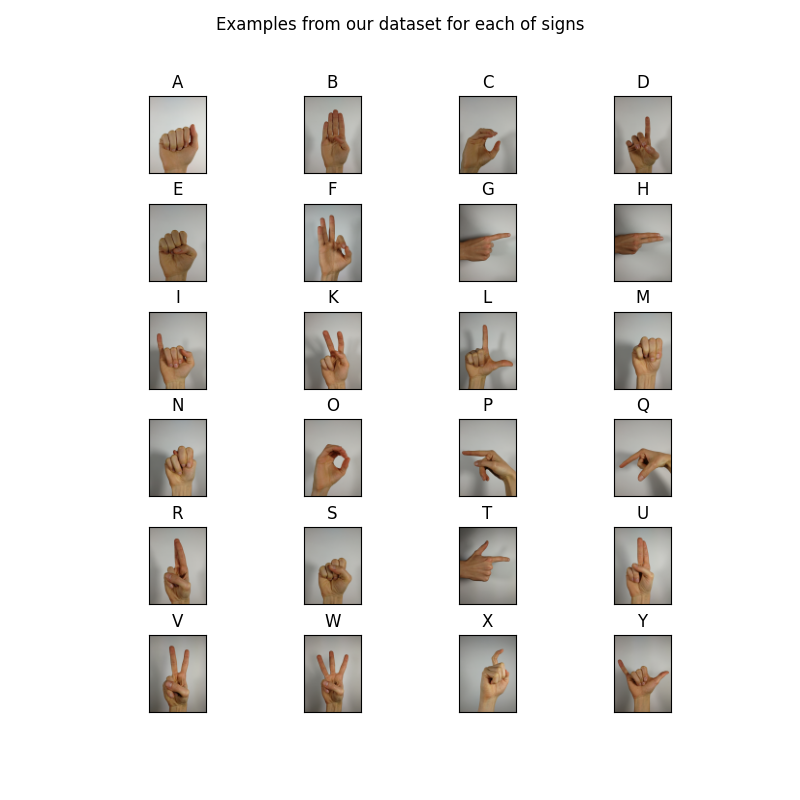 Examples from our dataset for each of signs
A B C D
E F G H
I K L M
N O P Q
R S T U
V W X Y